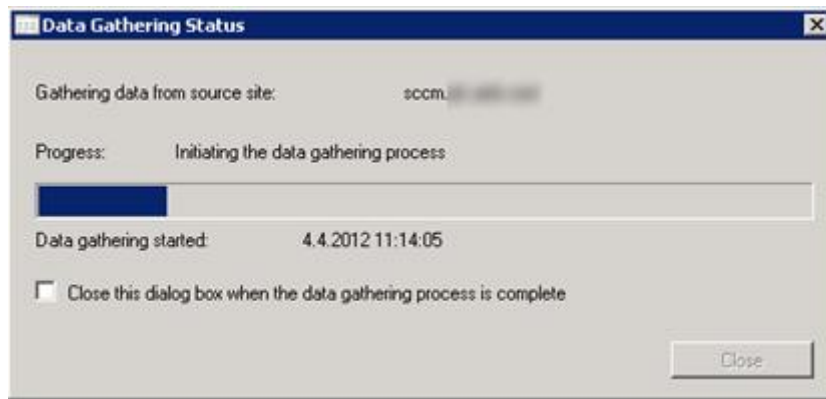 Data Gathering Status
Gathering data from source site: sccm.
Progress: Initiating the data gathering process
Data gathering started: 4.4.2012 11:14:05
Close this dialog box when the data gathering process is complete
Close